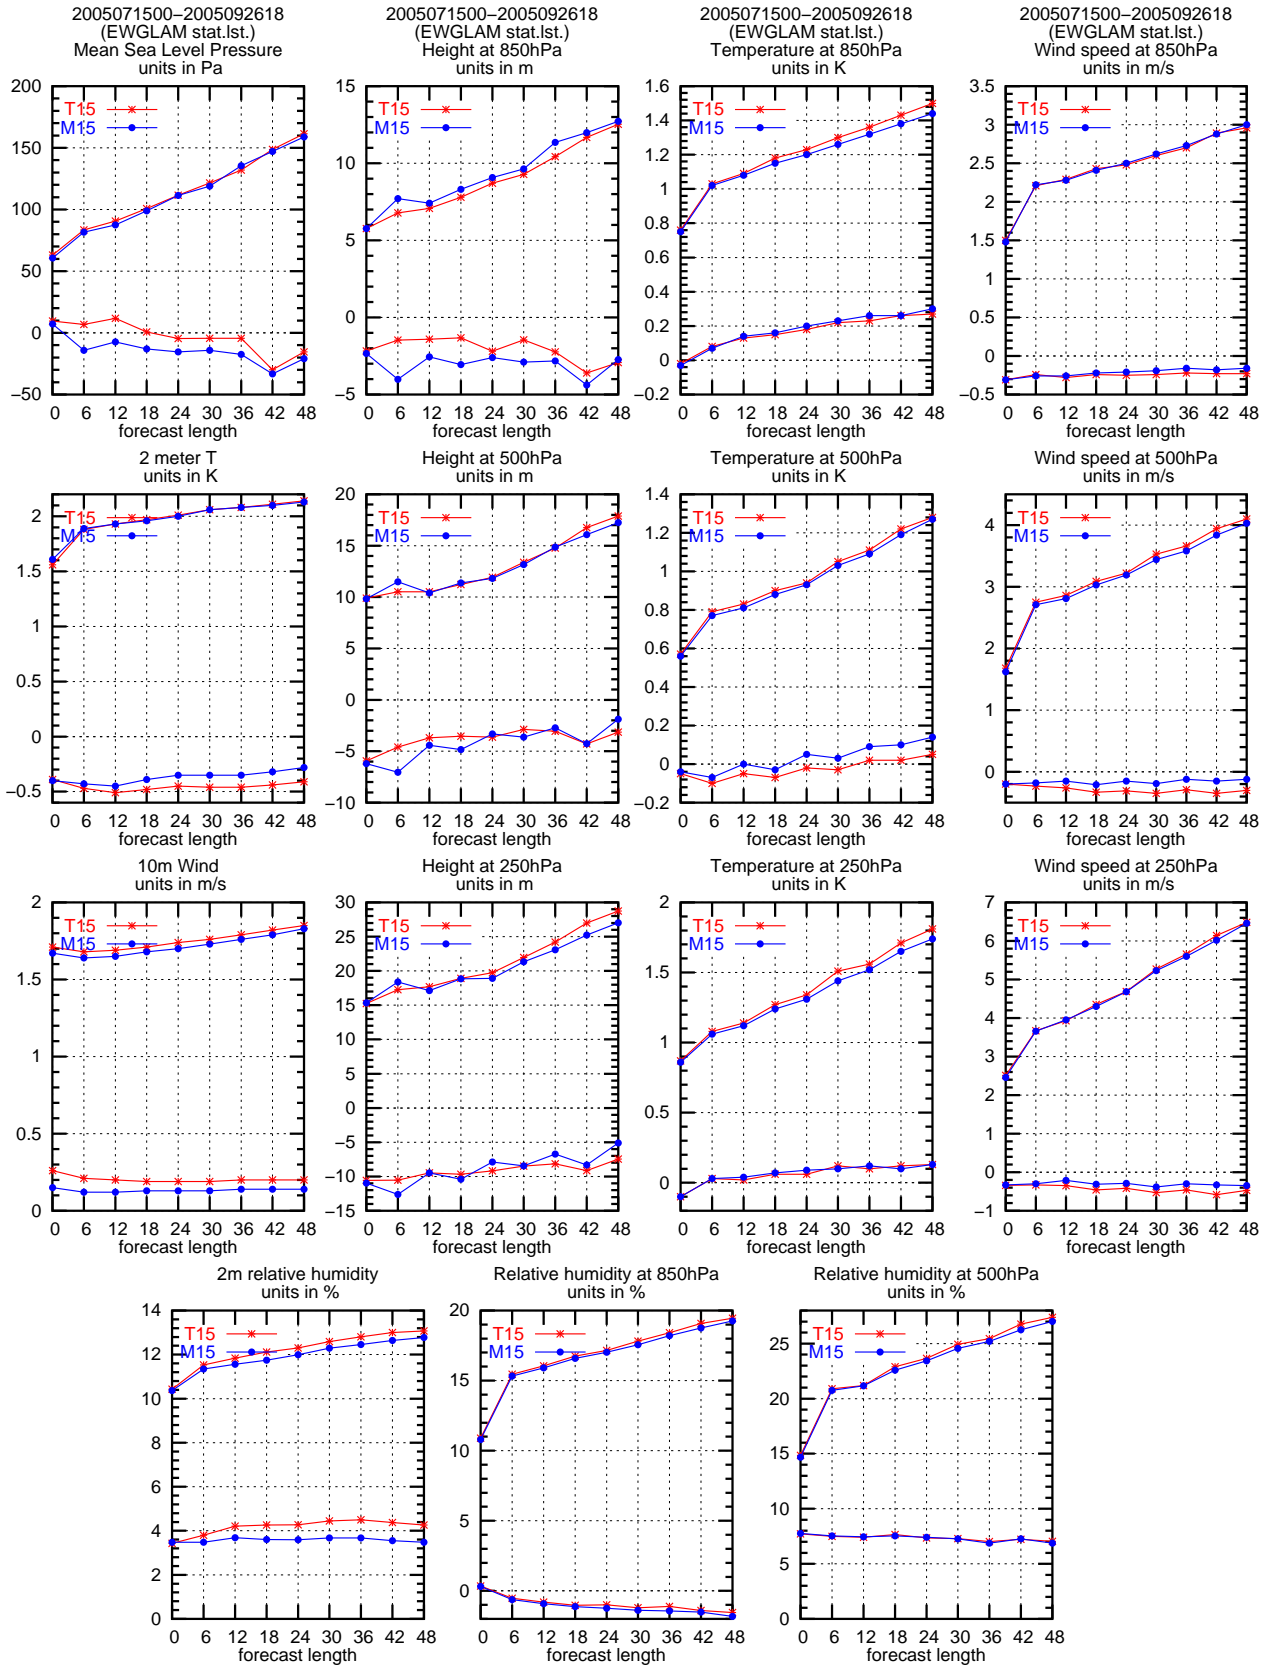 2005071500–2005092618
(EWGLAM stat.lst.)
Mean Sea Level Pressure
units in Pa
200
150
100
50
0
−50
T15
M15
0 6 12 18 24 30 36 42 48
forecast length
2005071500–2005092618
(EWGLAM stat.lst.)
Height at 850hPa
units in m
15
10
5
0
−5
T15
M15
0 6 12 18 24 30 36 42 48
forecast length
2005071500–2005092618
(EWGLAM stat.lst.)
Temperature at 850hPa
units in K
1.6
1.4
1.2
1
0.8
0.6
0.4
0.2
0
−0.2
T15
M15
0 6 12 18 24 30 36 42 48
forecast length
2005071500–2005092618
(EWGLAM stat.lst.)
Wind speed at 850hPa
units in m/s
3.5
3
2.5
2
1.5
1
0.5
0
−0.5
T15
M15
0 6 12 18 24 30 36 42 48
forecast length
2 meter T
units in K
2
1.5
1
0.5
0
−0.5
T15
M15
0 6 12 18 24 30 36 42 48
forecast length
Height at 500hPa
units in m
20
15
10
5
0
−5
−10
T15
M15
0 6 12 18 24 30 36 42 48
forecast length
Temperature at 500hPa
units in K
1.4
1.2
1
0.8
0.6
0.4
0.2
0
−0.2
T15
M15
0 6 12 18 24 30 36 42 48
forecast length
Wind speed at 500hPa
units in m/s
4
3
2
1
0
T15
M15
0 6 12 18 24 30 36 42 48
forecast length
10m Wind
units in m/s
2
1.5
1
0.5
0
T15
M15
0 6 12 18 24 30 36 42 48
forecast length
Height at 250hPa
units in m
30
25
20
15
10
5
0
−5
−10
−15
T15
M15
0 6 12 18 24 30 36 42 48
forecast length
Temperature at 250hPa
units in K
2
1.5
1
0.5
0
T15
M15
0 6 12 18 24 30 36 42 48
forecast length
Wind speed at 250hPa
units in m/s
7
6
5
4
3
2
1
0
−1
T15
M15
0 6 12 18 24 30 36 42 48
forecast length
2m relative humidity
units in %
14
12
10
8
6
4
2
0
T15
M15
0 6 12 18 24 30 36 42 48
forecast length
Relative humidity at 850hPa
units in %
20
15
10
5
0
T15
M15
0 6 12 18 24 30 36 42 48
forecast length
Relative humidity at 500hPa
units in %
25
20
15
10
5
0
T15
M15
0 6 12 18 24 30 36 42 48
forecast length